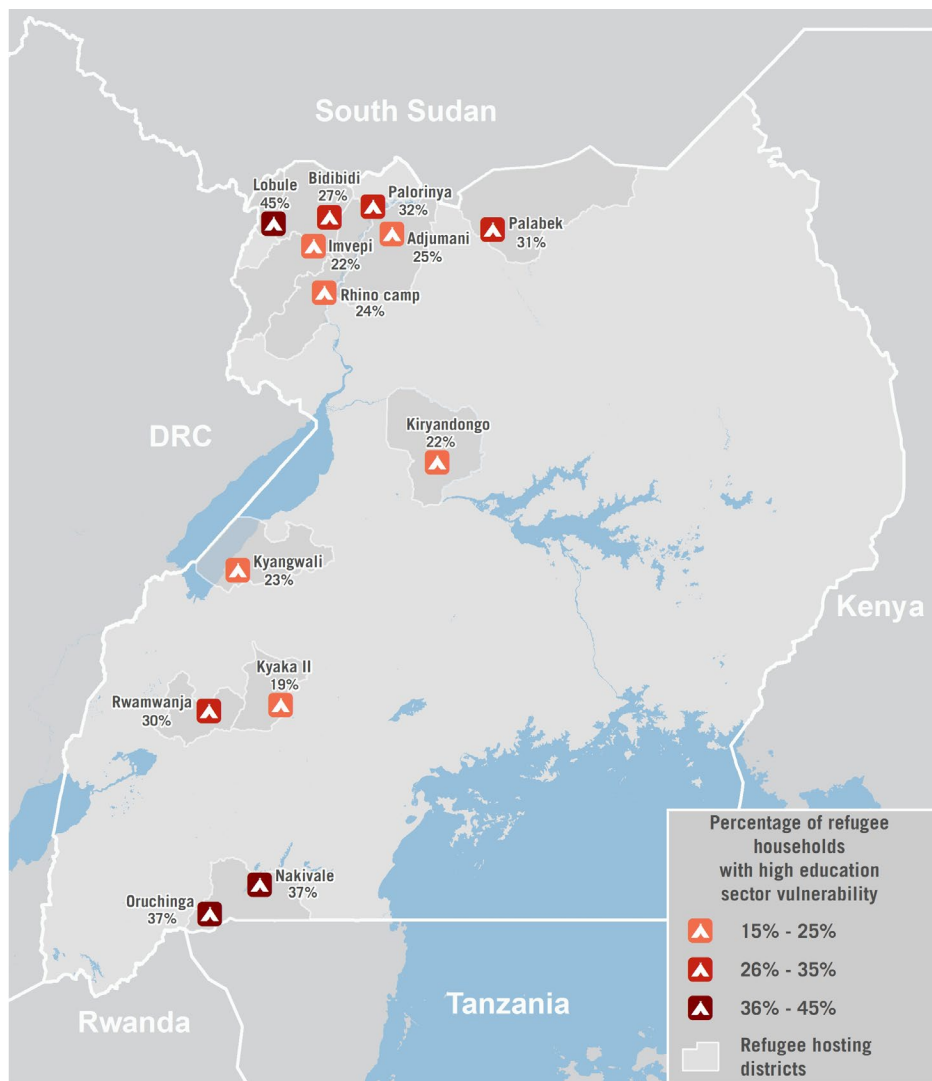 South Sudan
Lobule
45%
Bidibidi
27%
Palorinya
32%
Imvepi
22%
Adjumani
25%
Palabek
31%
Rhino camp
24%
DRC
Kiryandongo
22%
Kyangwali
23%
Kenya
Kyaka II
19%
Rwamwanja
30%
Nakivale
37%
Oruchinga
37%
Rwanda
Tanzania
Percentage of refugee
households
with high education
sector vulnerability
15% - 25%
26% - 35%
36% - 45%
Refugee hosting
districts